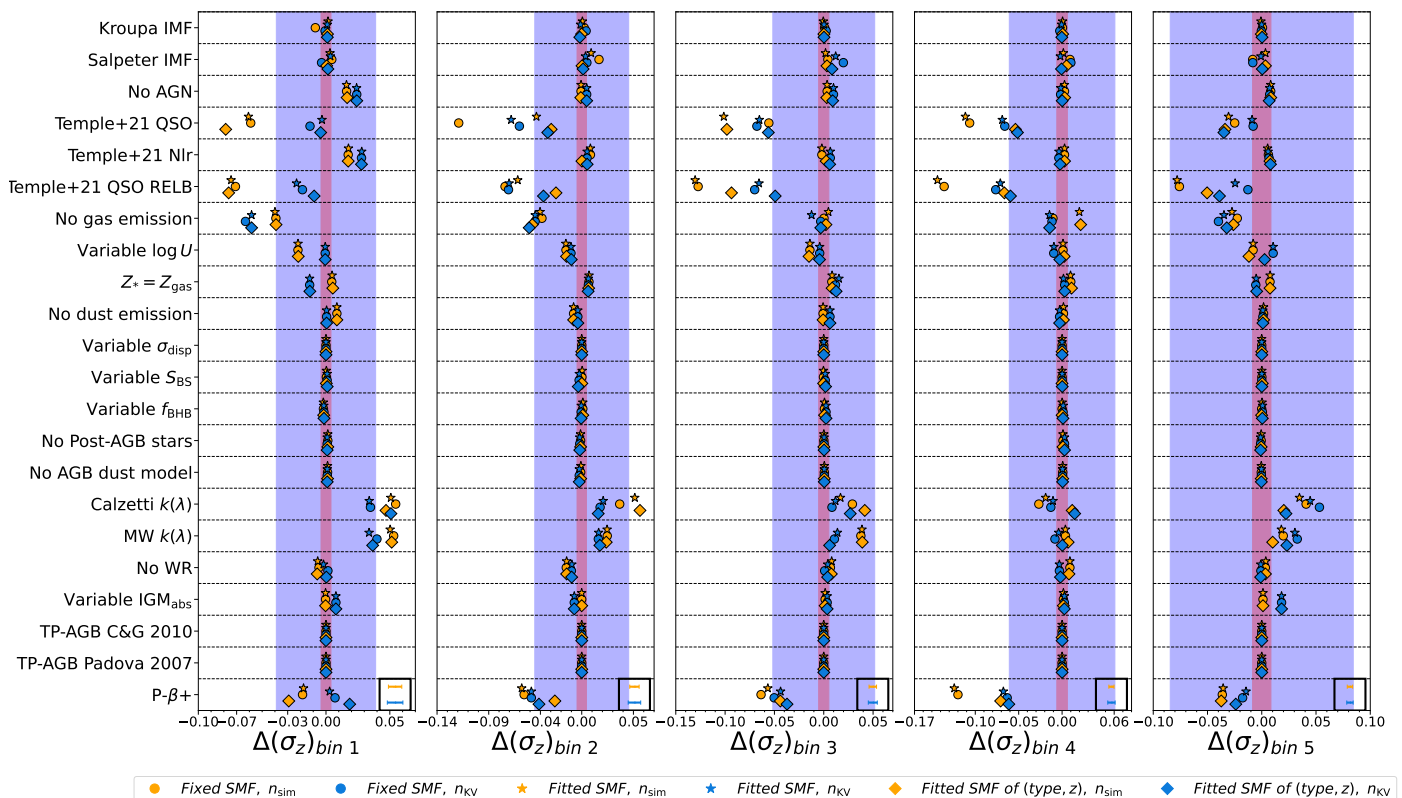 Kroupa IMF
Salpeter IMF
No AGN
Temple+21 QSO
Temple+21 Nlr
Temple+21 QSO RELB
No gas emission
Variable log U
Z* = Zgas
No dust emission
Variable σdisp
Variable SBS
Variable fBHB
No Post-AGB stars
No AGB dust model
Calzetti k(λ)
MW k(λ)
No WR
Variable IGMabs
TP-AGB C&G 2010
TP-AGB Padova 2007
P-β+
−0.10 −0.07 −0.03 0.00 0.05
−0.14 −0.09 −0.05 0.00 0.05
−0.15 −0.10 −0.05 0.00 0.05
−0.17 −0.10 −0.05 0.00 0.06
−0.10 −0.05 0.00 0.05 0.10
Δ(σz)bin 1 Δ(σz)bin 2 Δ(σz)bin 3 Δ(σz)bin 4 Δ(σz)bin 5
Fixed SMF, nsim Fixed SMF, nKV Fitted SMF, nsim Fitted SMF, nKV Fitted SMF of (type, z), nsim Fitted SMF of (type, z), nKV